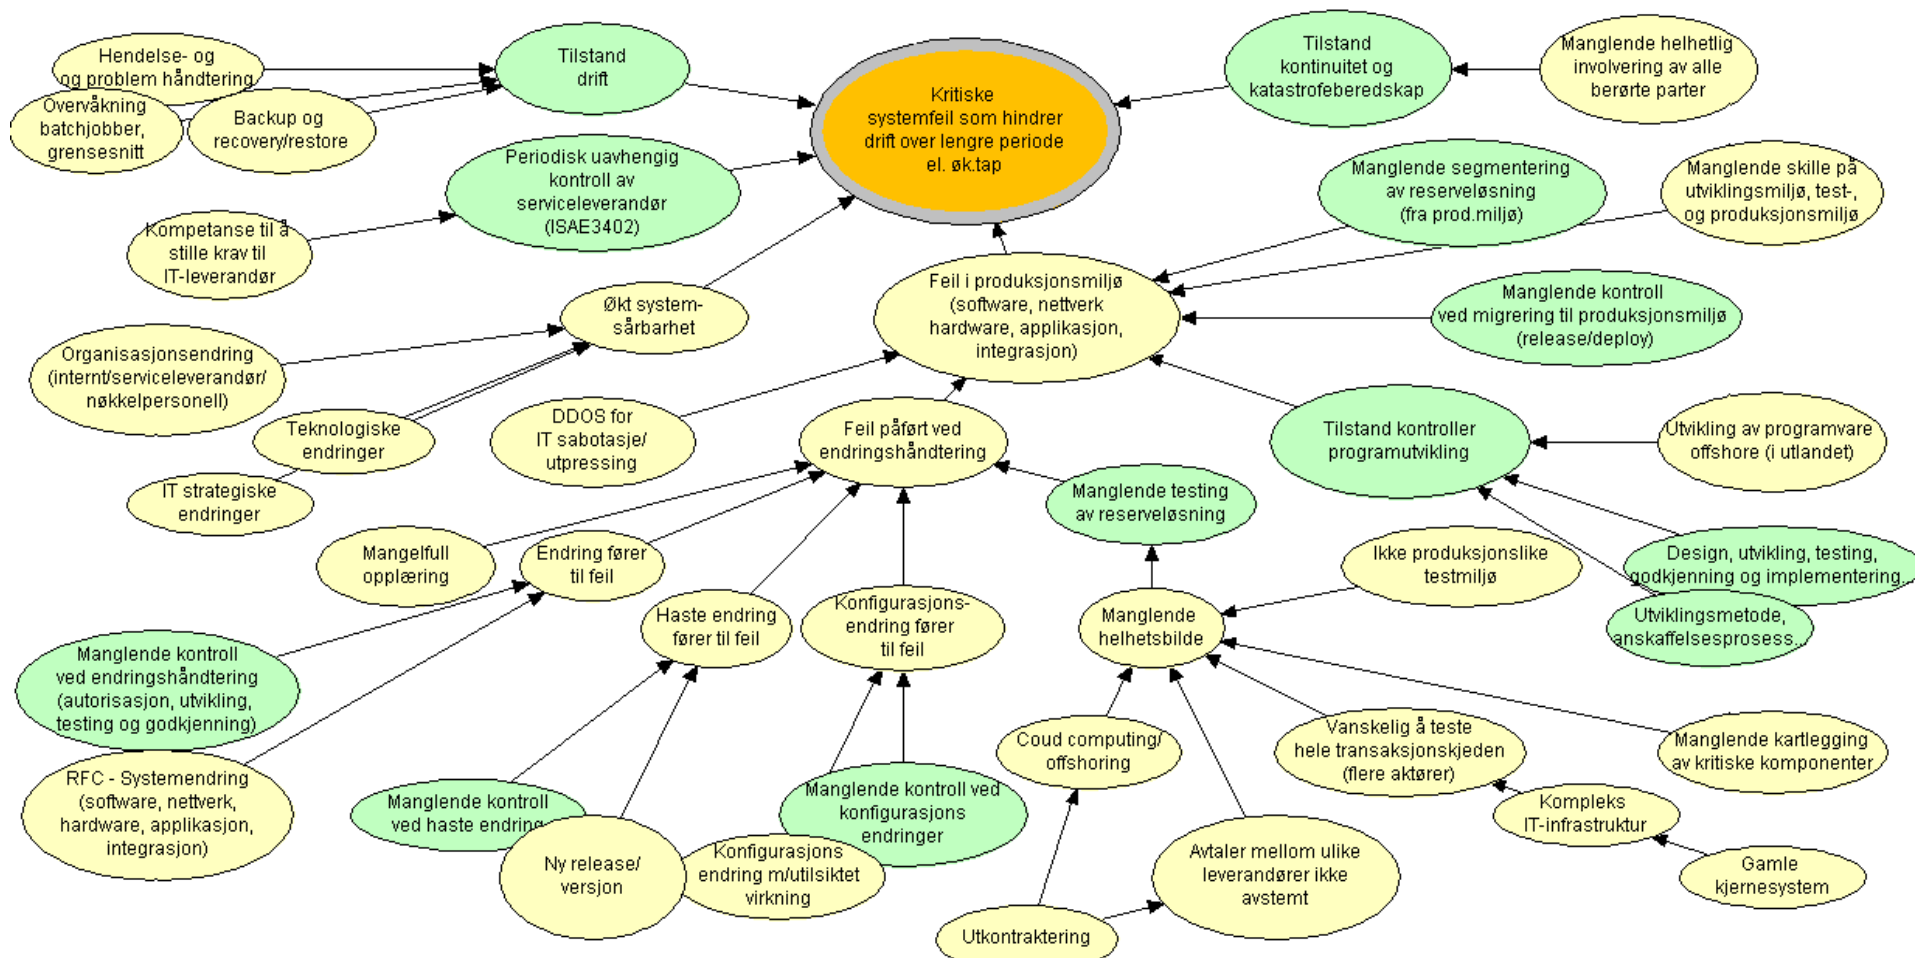 Hendelse- og
og problem håndtering
Overvåkning
batchjobber,
grensesnitt
Backup og
recovery/restore
Tilstand
drift
Kritiske
systemfeil som hindrer
drift over lengre periode
el. øk.tap
Tilstand
kontinuitet og
katastrofeberedskap
Manglende helhetlig
involvering av alle
berørte parter
Periodisk uavhengig
kontroll av
serviceleverandør
(ISAE3402)
Kompetanse til å
stille krav til
IT-leverandør
Manglende segmentering
av reserveløsning
(fra prod.miljø)
Manglende skille på
utviklingsmiljø, test-,
og produksjonsmiljø
Økt system-
sårbarhet
Feil i produksjonsmiljø
(software, nettverk
hardware, applikasjon,
integrasjon)
Manglende kontroll
ved migrering til produksjonsmiljø
(release/deploy)
Organisasjonsendring
(internt/serviceleverandør/
nøkkelpersonell)
Teknologiske
endringer
IT strategiske
endringer
DDOS for
IT sabotasje/
utpressing
Feil påført ved
endringshåndtering
Tilstand kontroller
programutvikling
Utvikling av programvare
offshore (i utlandet)
Manglende testing
av reserveløsning
Mangelfull
opplæring
Endring fører
til feil
Ikke produksjonslike
testmiljø
Design, utvikling, testing,
godkjenning og implementering...
Utviklingsmetode,
anskaffelsesprosess...
Haste endring
fører til feil
Konfigurasjons-
endring fører
til feil
Manglende
helhetsbilde
Manglende kontroll
ved endringshåndtering
(autorisasjon, utvikling,
testing og godkjenning)
RFC - Systemendring
(software, nettverk,
hardware, applikasjon,
integrasjon)
Manglende kontroll
ved haste endring
Ny release/
versjon
Manglende kontroll ved
konfigurasjons
endringer
Konfigurasjons
endring m/utilsiktet
virkning
Coud computing/
offshoring
Vanskelig å teste
hele transaksjonskjeden
(flere aktører)
Manglende kartlegging
av kritiske komponenter
Kompleks
IT-infrastruktur
Gamle
kjernesystem
Avtaler mellom ulike
leverandører ikke
avstemt
Utkontraktering